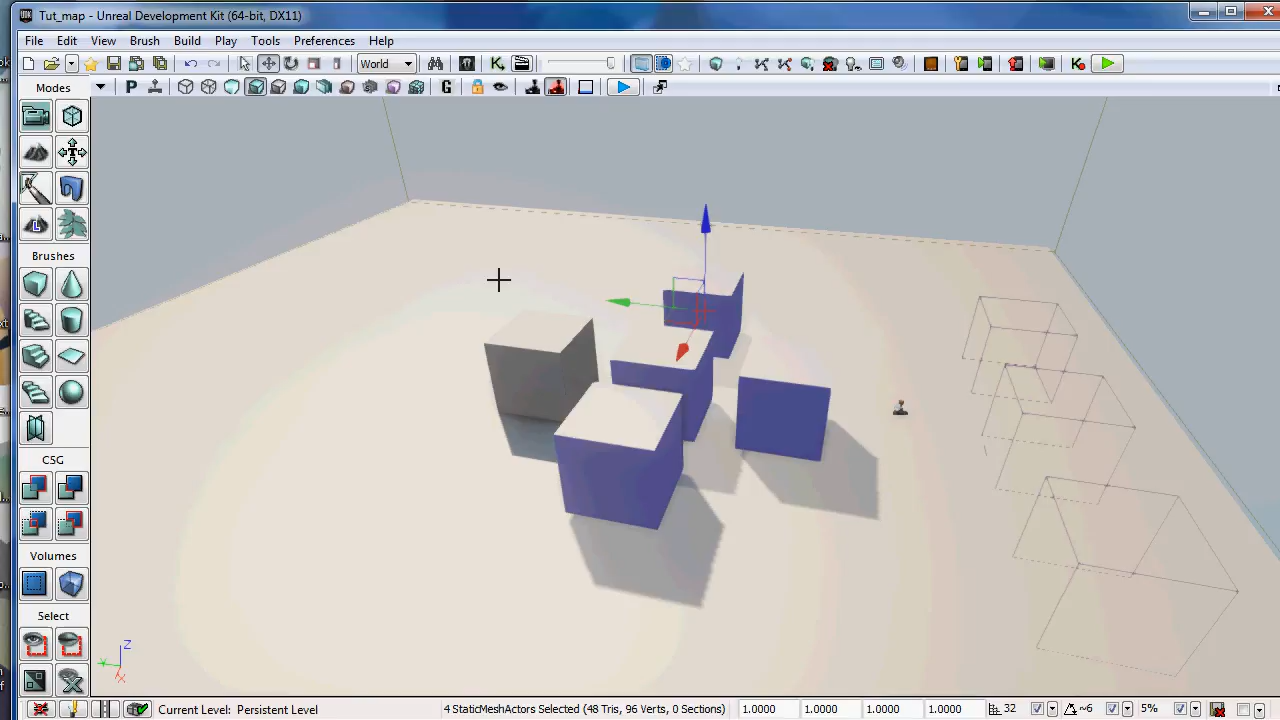 Tut_map - Unreal Development Kit (64-bit, DX11)
File Edit View Brush Build Play Tools Preferences Help
World
Modes
P
G
L
Brushes
CSG
Volumes
Select
Z
Y
X
Current Level: Persistent Level
4 StaticMeshActors Selected (48 Tris, 96 Verts, 0 Sections)
1.0000 1.0000 1.0000 1.0000 32 ~6 5%